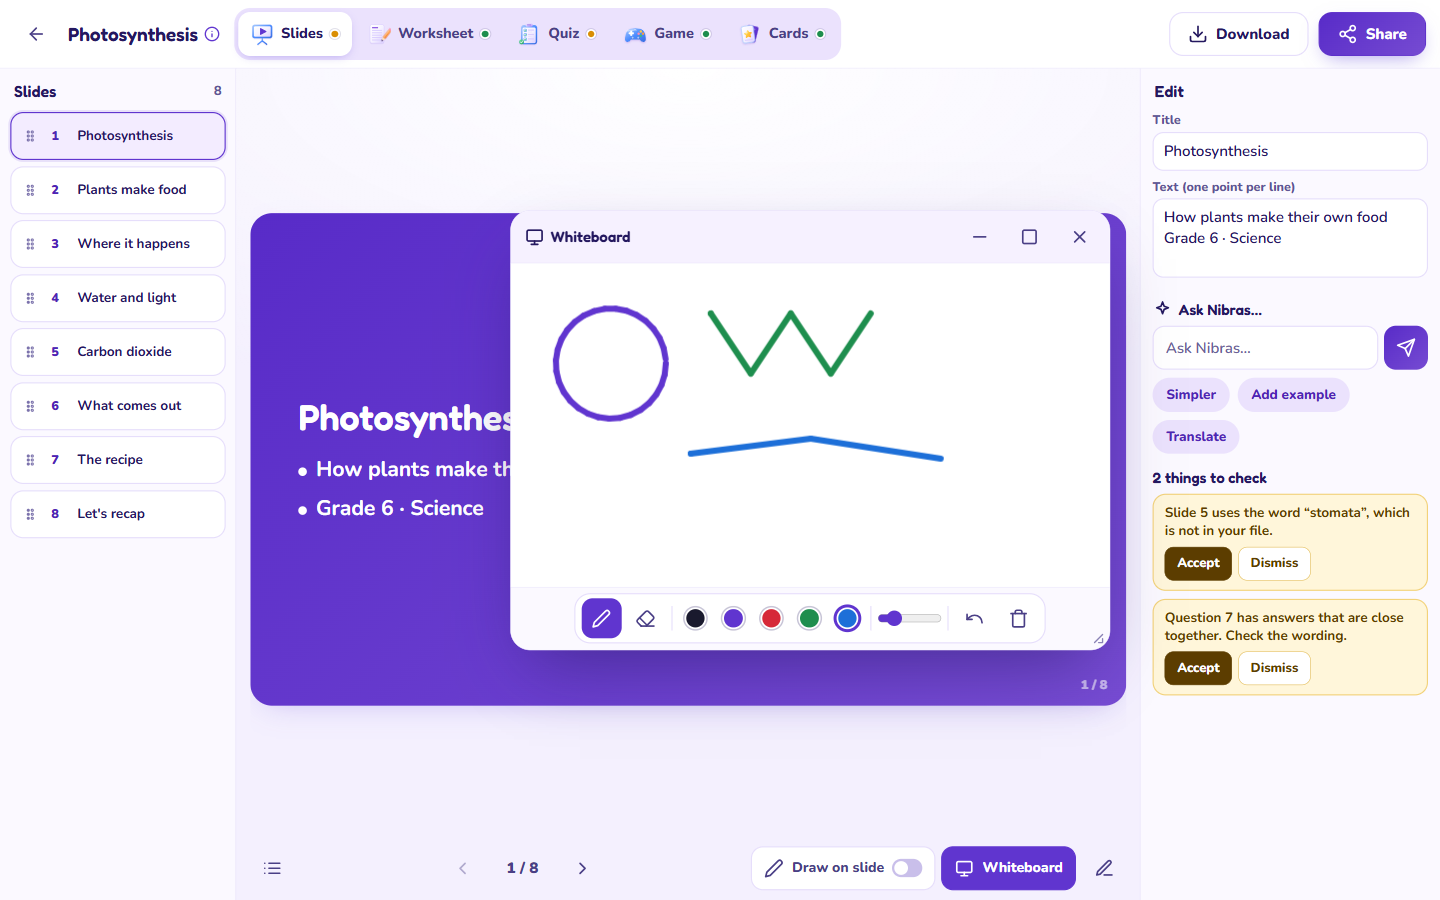 Photosynthesis
Slides
Worksheet
Quiz
Game
Cards
Download
Share
Slides
8
1 Photosynthesis
2 Plants make food
3 Where it happens
4 Water and light
5 Carbon dioxide
6 What comes out
7 The recipe
8 Let's recap
Photosynthes
• How plants make th
• Grade 6 · Science
1 / 8
Whiteboard
1 / 8
Draw on slide
Whiteboard
Edit
Title
Photosynthesis
Text (one point per line)
How plants make their own food
Grade 6 · Science
Ask Nibras...
Ask Nibras...
Simpler
Add example
Translate
2 things to check
Slide 5 uses the word “stomata”, which
is not in your file.
Accept
Dismiss
Question 7 has answers that are close
together. Check the wording.
Accept
Dismiss